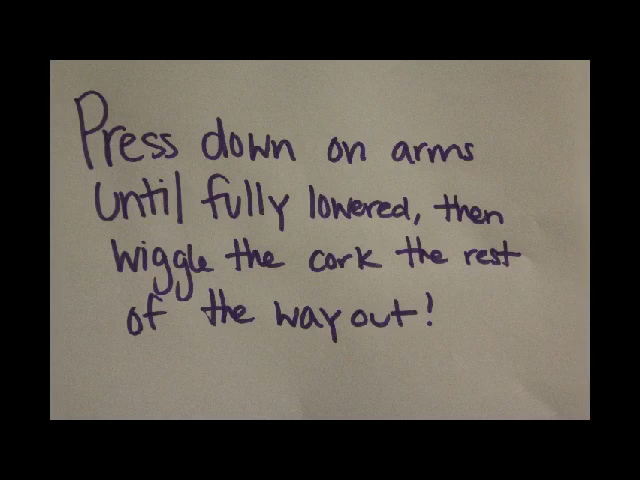 Press down on arms
until fully lowered, then
wiggle the cork the rest
of the way out!